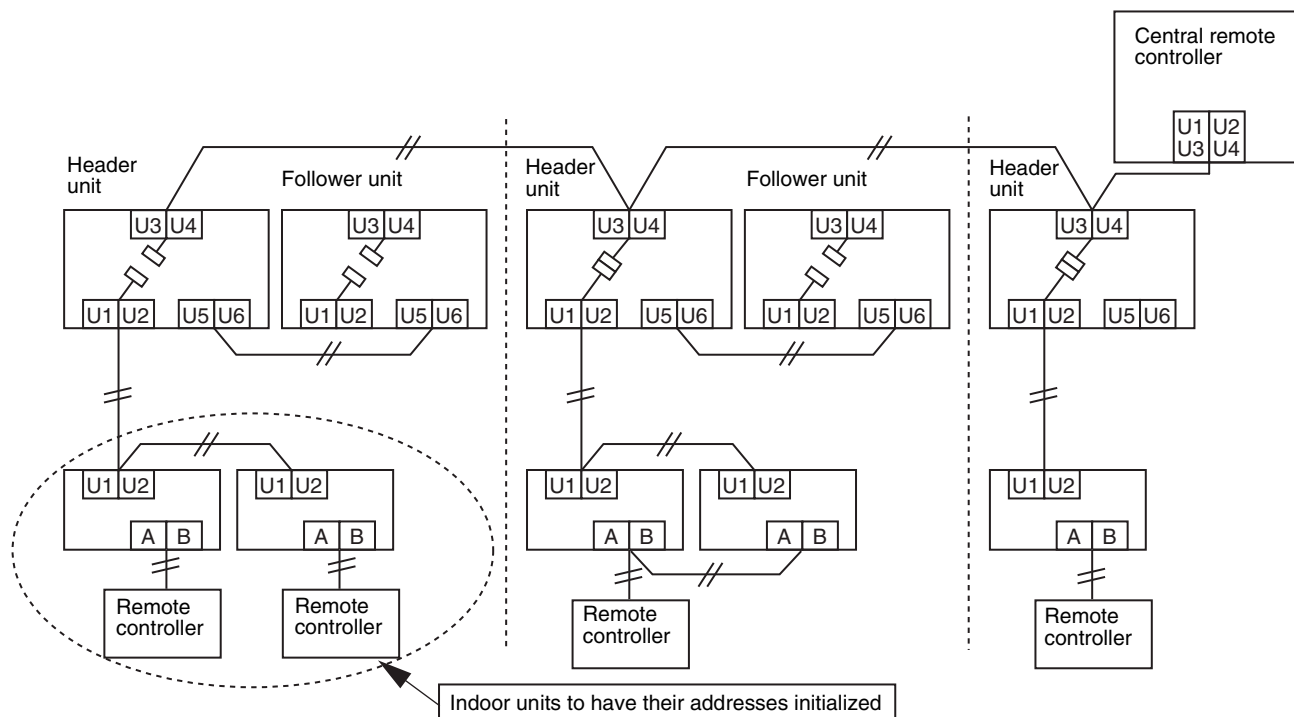 Central remote
controller
U1 U2
U3 U4
Header
unit
Follower unit
Header
unit
Follower unit
Header
unit
U3 U4
U3 U4
U3 U4
U3 U4
U3 U4
U1 U2
U5 U6
U1 U2
U5 U6
U1 U2
U5 U6
U1 U2
U5 U6
U1 U2
U5 U6
U1 U2
U1 U2
U1 U2
U1 U2
U1 U2
A B
A B
A B
A B
A B
Remote
controller
Remote
controller
Remote
controller
Remote
controller
Indoor units to have their addresses initialized